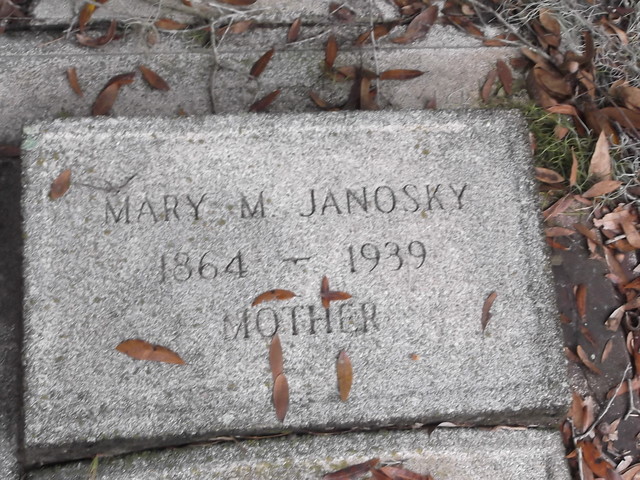 MARY M. JANOSKY
1864 – 1939
MOTHER